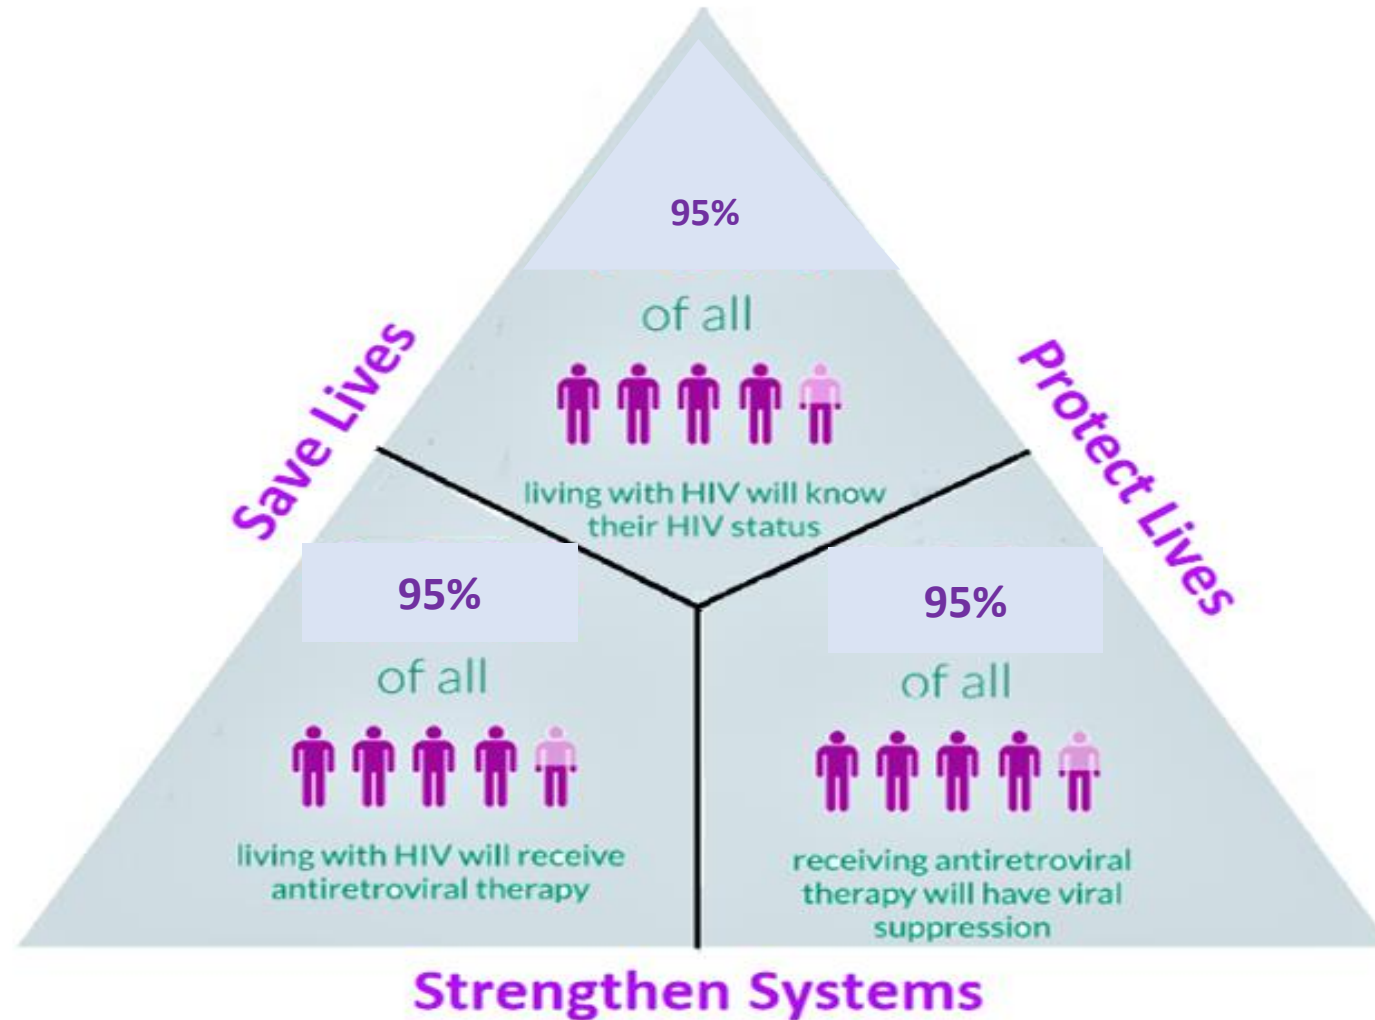 95%
of all
living with HIV will know
their HIV status
Save Lives
Protect Lives
95%
of all
living with HIV will receive
antiretroviral therapy
95%
of all
receiving antiretroviral
therapy will have viral
suppression
Strengthen Systems